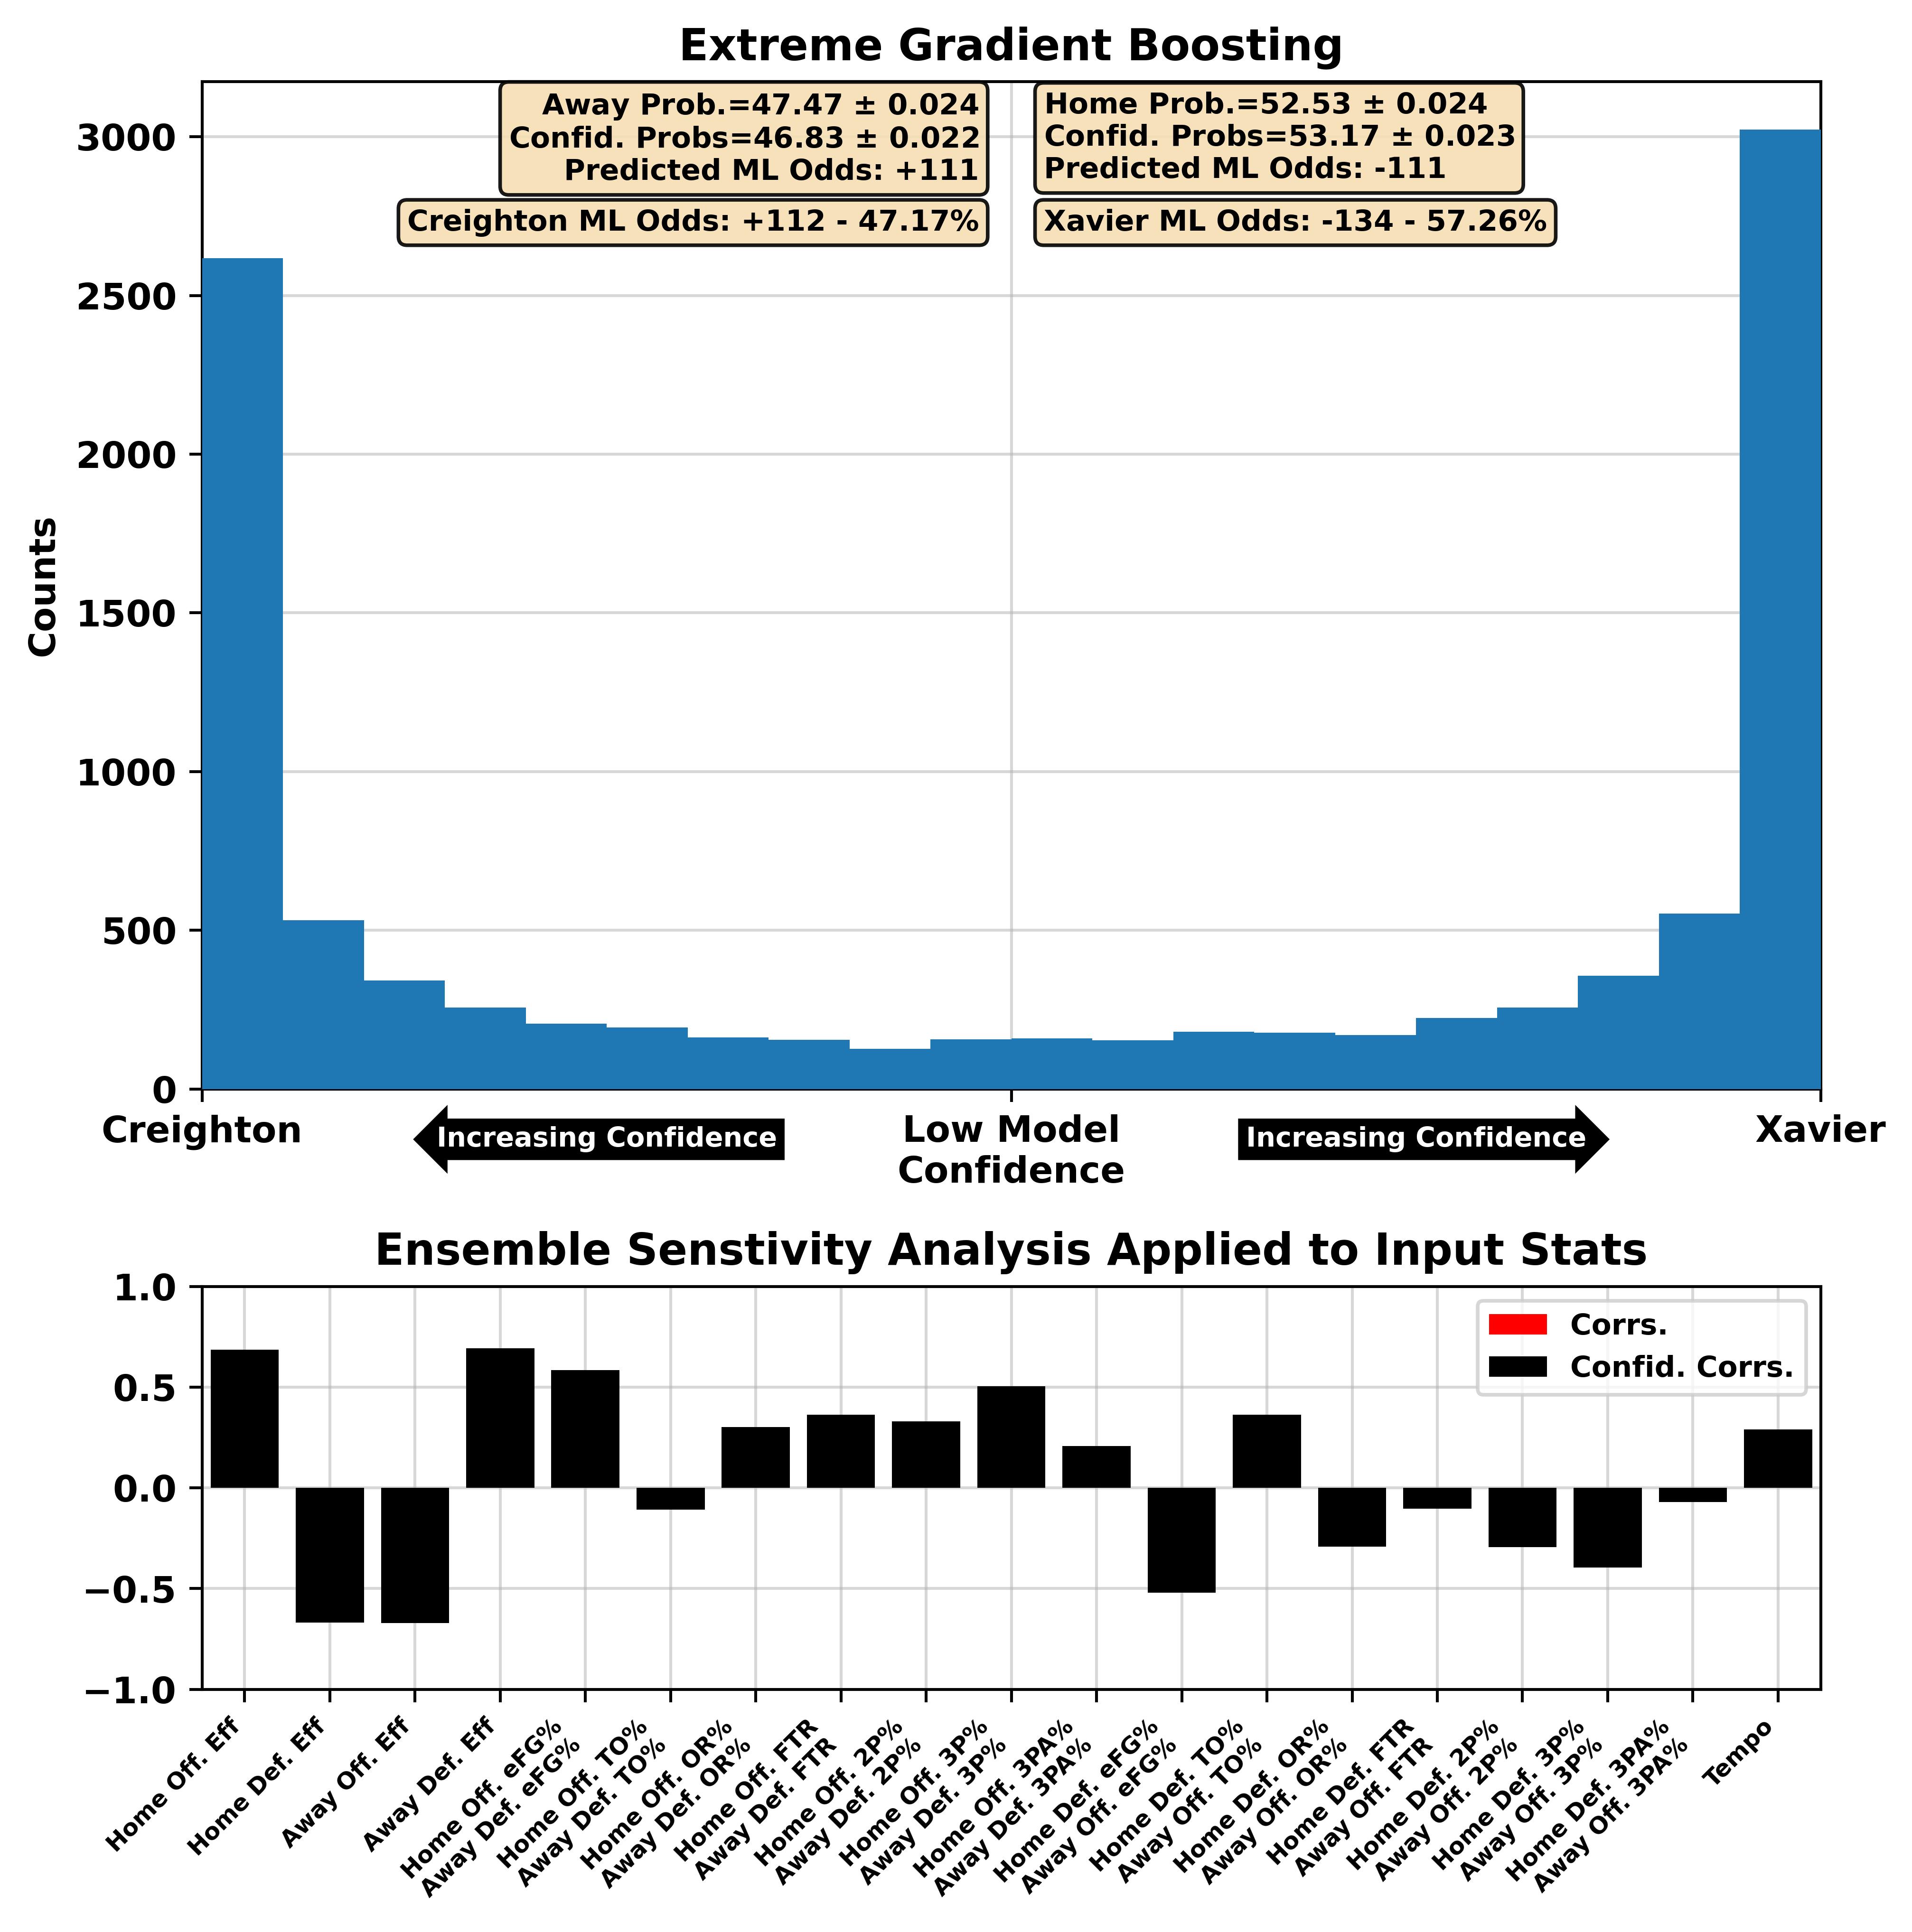 Extreme Gradient Boosting
Away Prob.=47.47 ± 0.024
Confid. Probs=46.83 ± 0.022
Predicted ML Odds: +111
Creighton ML Odds: +112 - 47.17%
Home Prob.=52.53 ± 0.024
Confid. Probs=53.17 ± 0.023
Predicted ML Odds: -111
Xavier ML Odds: -134 - 57.26%
Counts
3000
2500
2000
1500
1000
500
0
Creighton
Increasing Confidence
Low Model
Confidence
Increasing Confidence
Xavier
Ensemble Senstivity Analysis Applied to Input Stats
1.0
0.5
0.0
−0.5
−1.0
Corrs.
Confid. Corrs.
Home Off. Eff
Home Def. Eff
Away Off. Eff
Away Def. Eff
Home Off. eFG%
Away Def. eFG%
Home Off. TO%
Away Def. TO%
Home Off. OR%
Away Def. OR%
Home Off. FTR
Away Def. FTR
Home Off. 2P%
Away Def. 2P%
Home Off. 3P%
Away Def. 3P%
Home Off. 3PA%
Away Def. 3PA%
Home Def. eFG%
Away Off. eFG%
Home Def. TO%
Away Off. TO%
Home Def. OR%
Away Off. OR%
Home Def. FTR
Away Off. FTR
Home Def. 2P%
Away Off. 2P%
Home Def. 3P%
Away Off. 3P%
Home Def. 3PA%
Away Off. 3PA%
Tempo